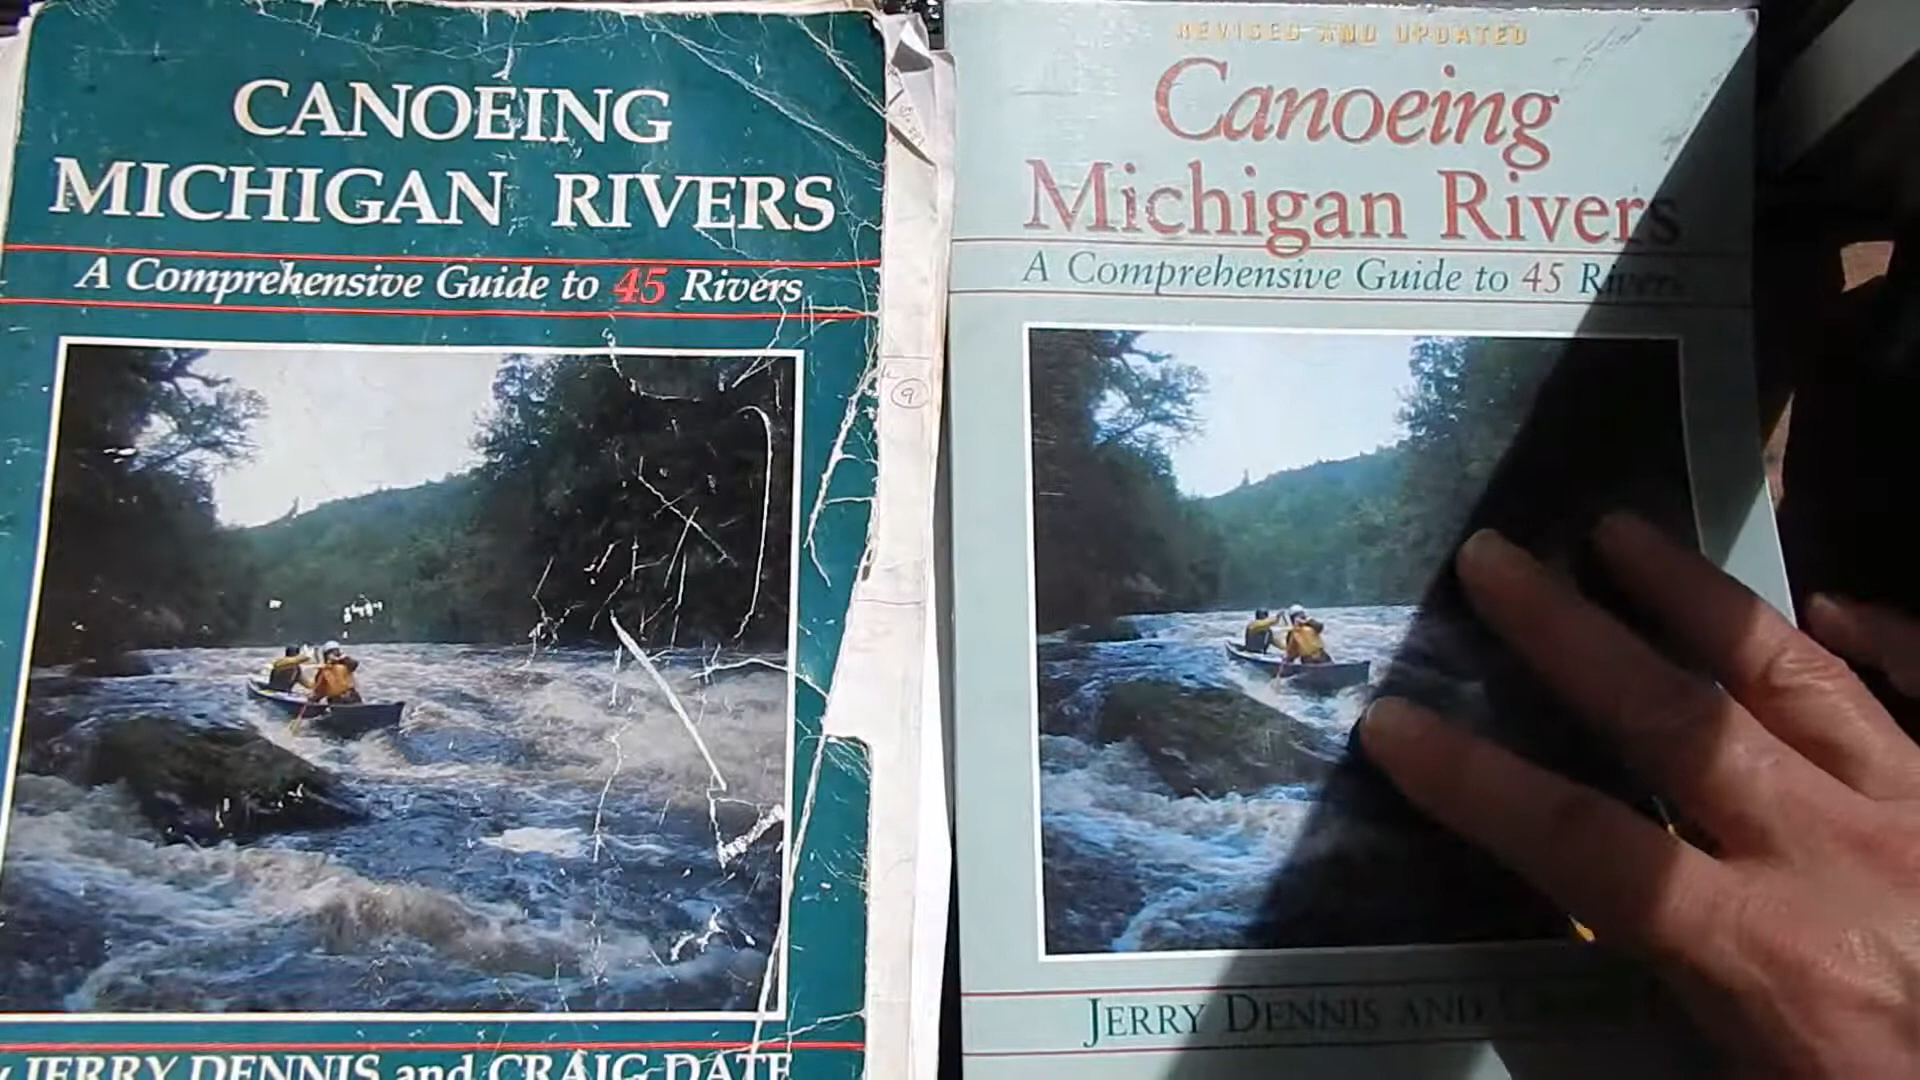 CANOEING
MICHIGAN RIVERS
A Comprehensive Guide to 45 Rivers
JERRY DENNIS and CRAIG DATE
9
REVISED AND UPDATED
Canoeing
Michigan Rivers
A Comprehensive Guide to 45 Rivers
JERRY DENNIS AND